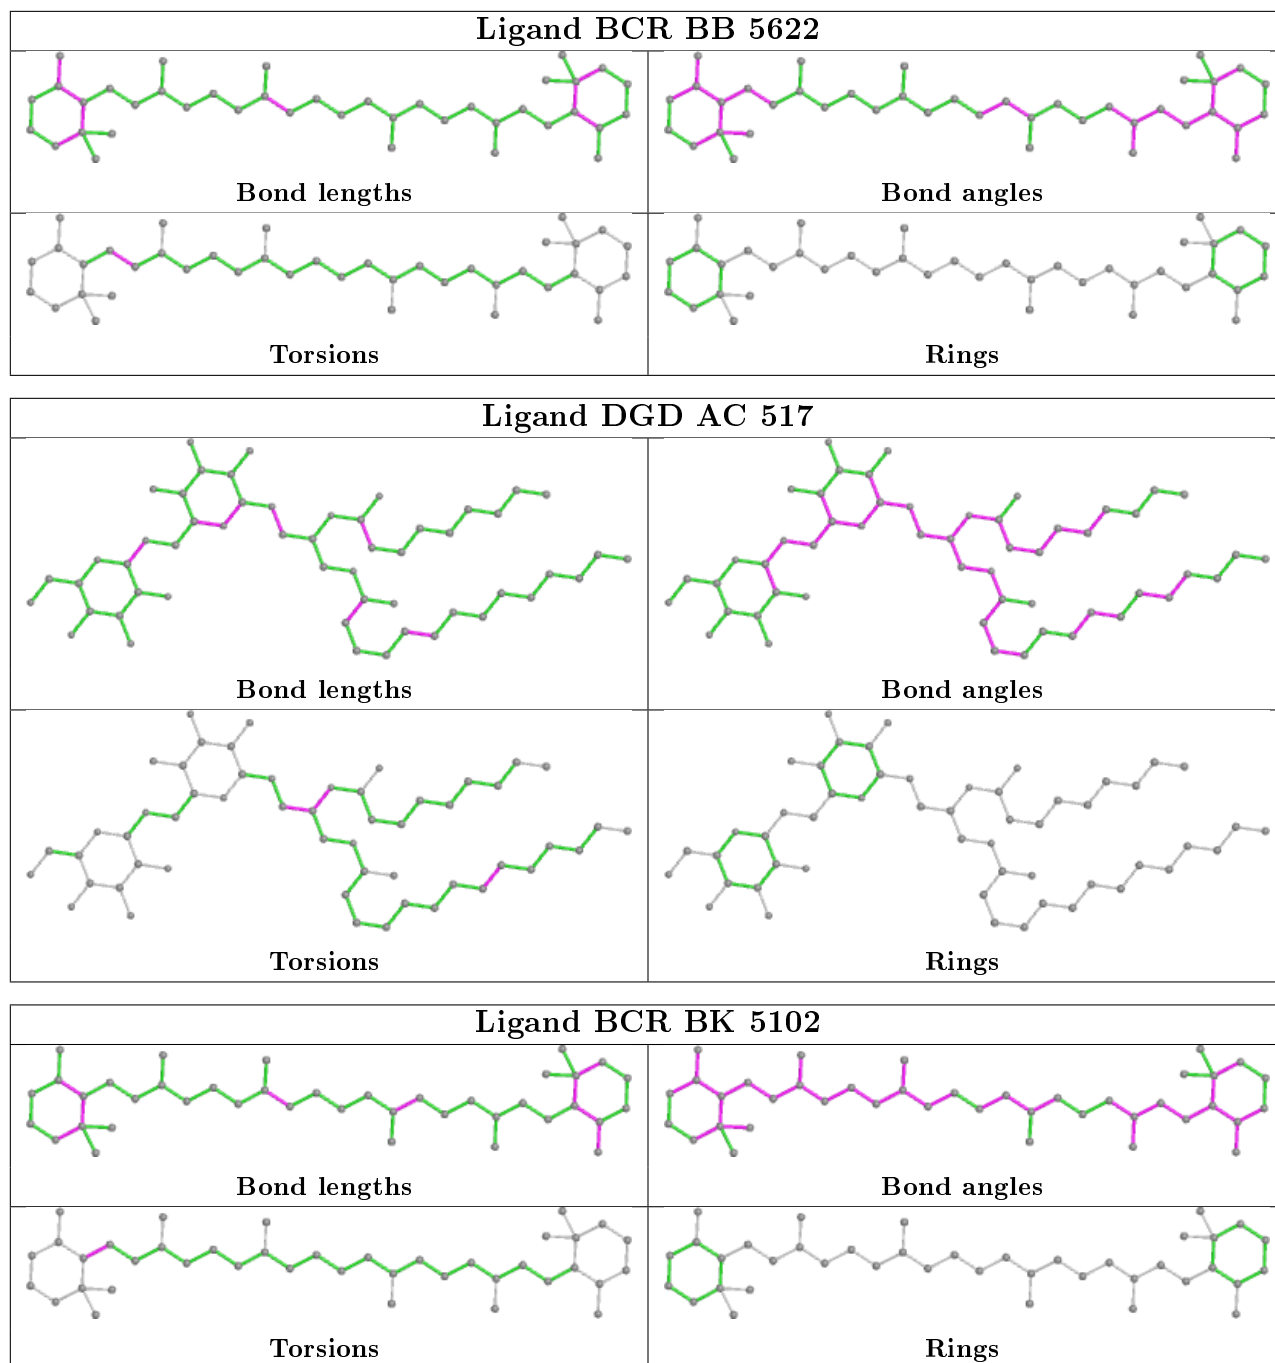 Ligand BCR BB 5622
Bond lengths
Bond angles
Torsions
Rings
Ligand DGD AC 517
Bond lengths
Bond angles
Torsions
Rings
Ligand BCR BK 5102
Bond lengths
Bond angles
Torsions
Rings